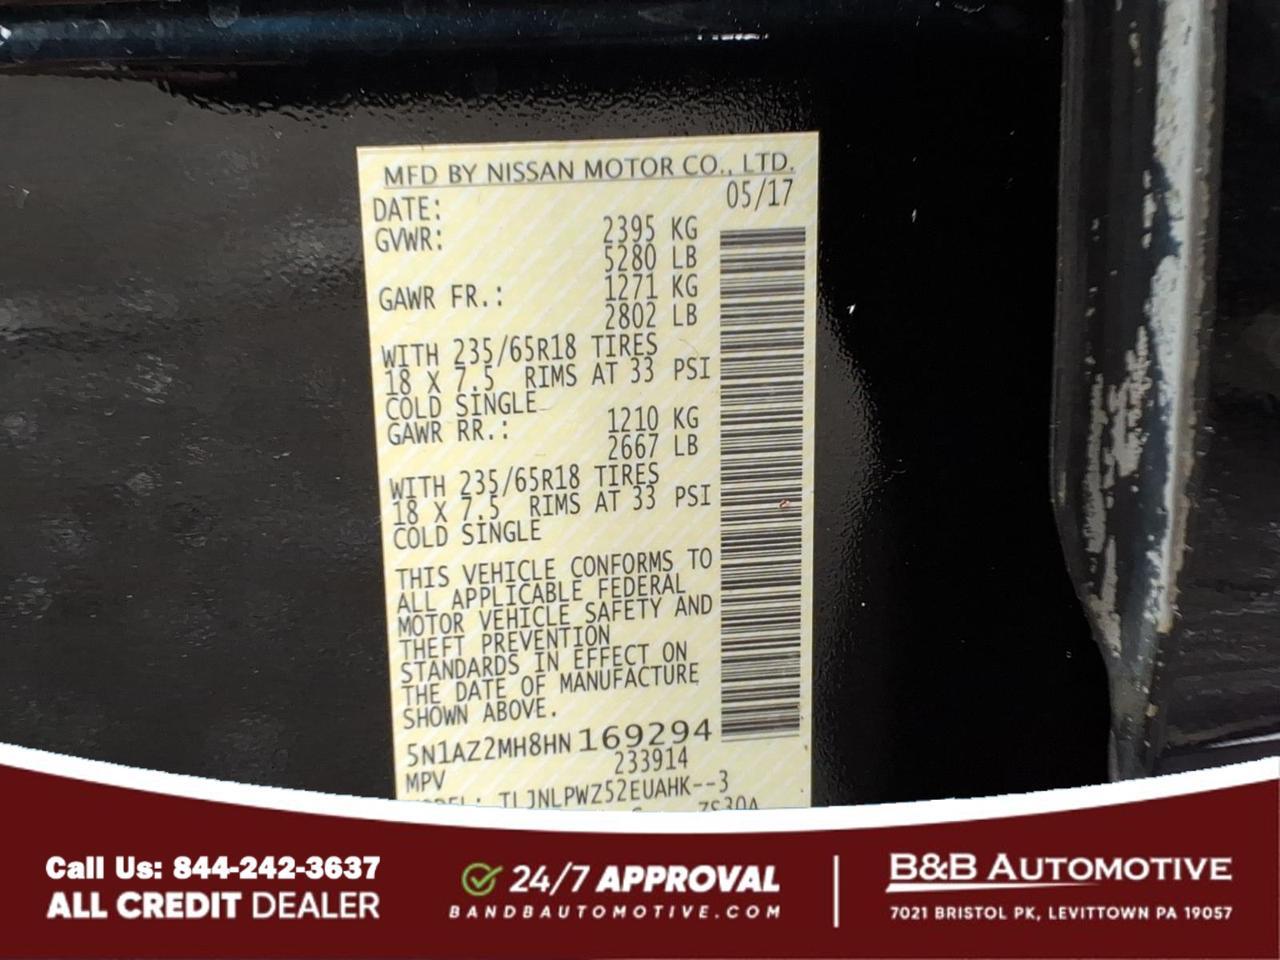 MFD BY NISSAN MOTOR CO., LTD.
DATE: 05/17
GVWR: 2395 KG
5280 LB
GAWR FR.: 1271 KG
2802 LB
WITH 235/65R18 TIRES
18 X 7.5 RIMS AT 33 PSI
COLD SINGLE
GAWR RR.: 1210 KG
2667 LB
WITH 235/65R18 TIRES
18 X 7.5 RIMS AT 33 PSI
COLD SINGLE
THIS VEHICLE CONFORMS TO
ALL APPLICABLE FEDERAL
MOTOR VEHICLE SAFETY AND
THEFT PREVENTION
STANDARDS IN EFFECT ON
THE DATE OF MANUFACTURE
SHOWN ABOVE.
5N1AZ2MH8HN169294
MPV 233914
MODEL: TLJNLPWZ52EUAHK--3
Call Us: 844-242-3637
ALL CREDIT DEALER
24/7 APPROVAL
BANDBAUTOMOTIVE.COM
B&B AUTOMOTIVE
7021 BRISTOL PK, LEVITTOWN PA 19057